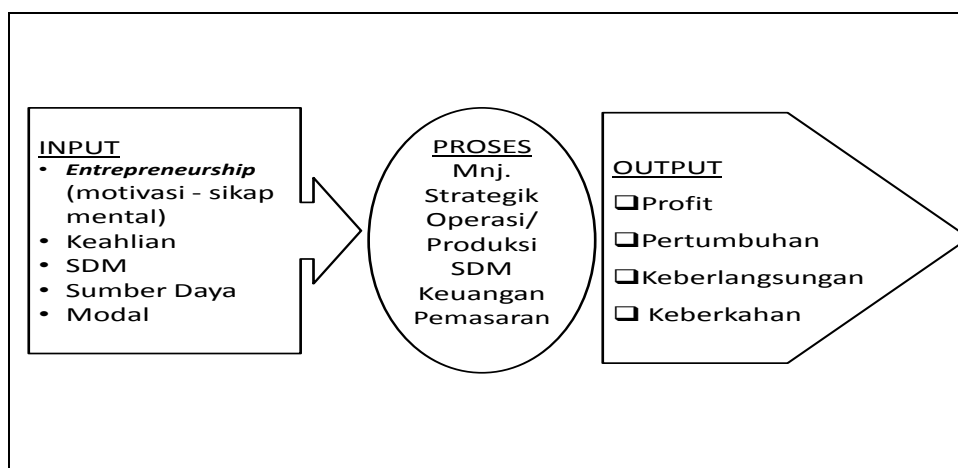 INPUT
• Entrepreneurship
(motivasi - sikap
mental)
• Keahlian
• SDM
• Sumber Daya
• Modal
PROSES
Mnj.
Strategik
Operasi/
Produksi
SDM
Keuangan
Pemasaran
OUTPUT
❑Profit
❑Pertumbuhan
❑Keberlangsungan
❑ Keberkahan